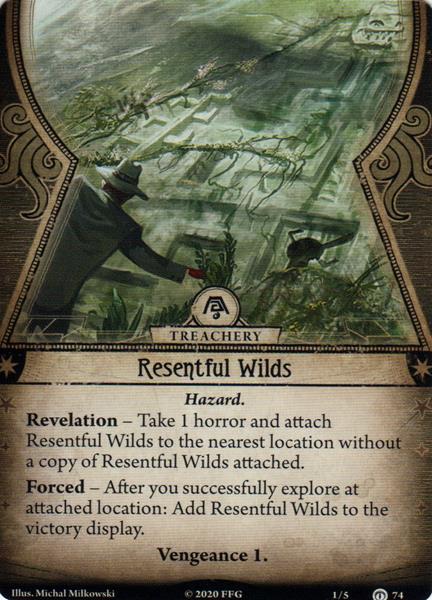 TREACHERY
Resentful Wilds
Hazard.
Revelation – Take 1 horror and attach
Resentful Wilds to the nearest location without
a copy of Resentful Wilds attached.
Forced – After you successfully explore at
attached location: Add Resentful Wilds to the
victory display.
Vengeance 1.
Illus. Michal Milkowski © 2020 FFG 1/5 74